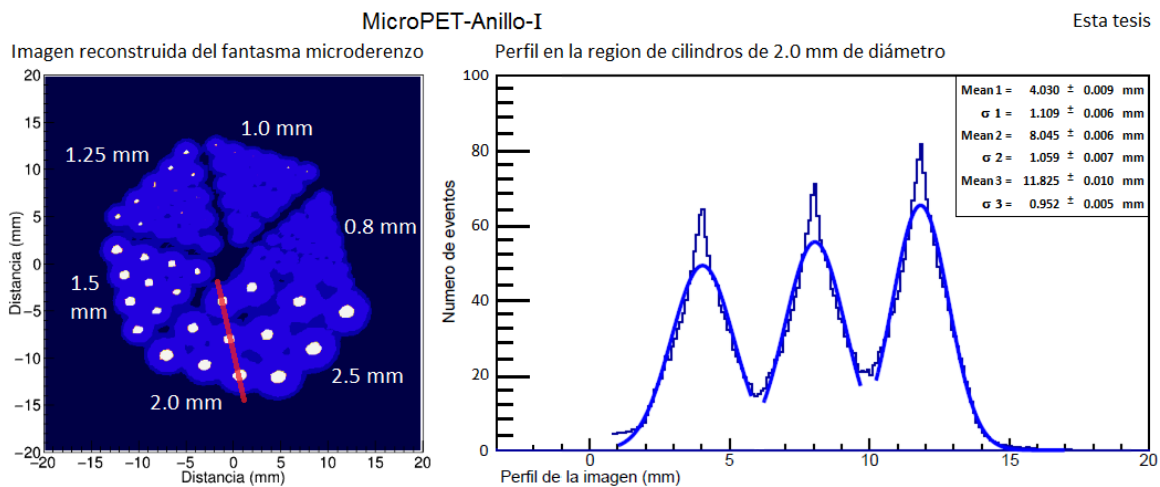 MicroPET-Anillo-I
Esta tesis
Imagen reconstruida del fantasma microderenzo
Perfil en la region de cilindros de 2.0 mm de diámetro
20
15
10
5
0
−5
−10
−15
−20
Distancia (mm)
1.0 mm
1.25 mm
0.8 mm
1.5
mm
2.5 mm
2.0 mm
−20 −15 −10 −5 0 5 10 15 20
Distancia (mm)
100
80
60
40
20
0
Numero de eventos
Mean 1 = 4.030 ± 0.009 mm
σ 1 = 1.109 ± 0.006 mm
Mean 2 = 8.045 ± 0.006 mm
σ 2 = 1.059 ± 0.007 mm
Mean 3 = 11.825 ± 0.010 mm
σ 3 = 0.952 ± 0.005 mm
0 5 10 15 20
Perfil de la imagen (mm)